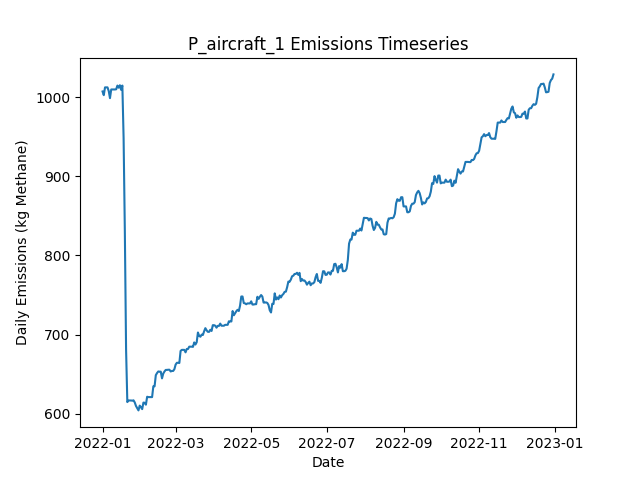 P_aircraft_1 Emissions Timeseries
Daily Emissions (kg Methane)
1000
900
800
700
600
2022-01 2022-03 2022-05 2022-07 2022-09 2022-11 2023-01
Date